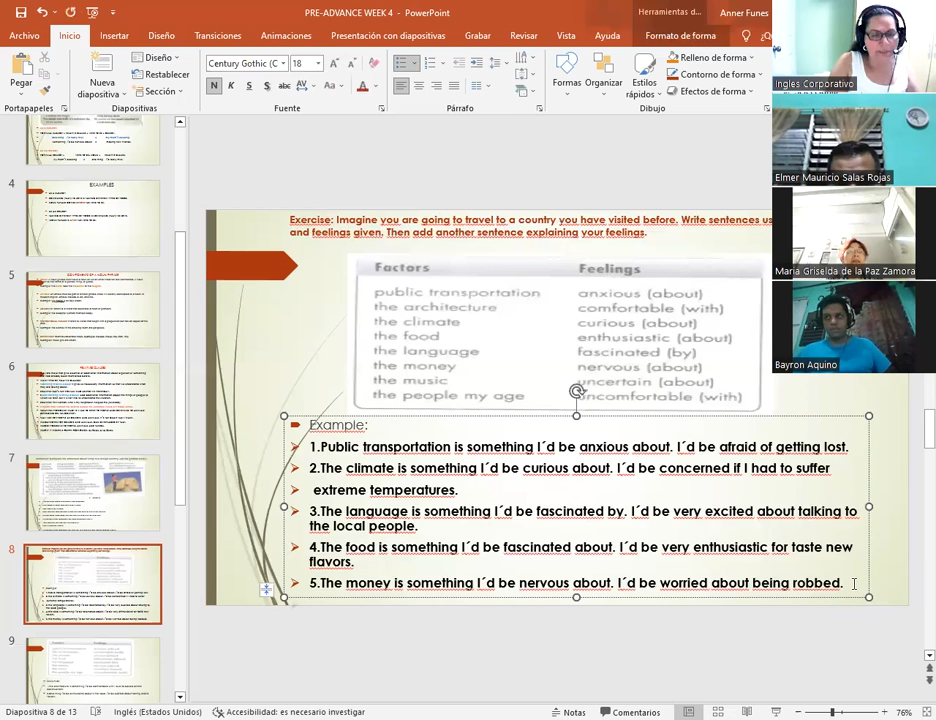 PRE-ADVANCE WEEK 4 - PowerPoint
Herramientas d...
Anner Funes
Archivo
Inicio
Insertar
Diseño
Transiciones
Animaciones
Presentación con diapositivas
Grabar
Revisar
Vista
Ayuda
Formato de forma
Pegar
Nueva diapositiva
Diseño
Restablecer
Sección
Century Gothic (C
18
N K S S abc AV Aa A
Formas
Organizar
Estilos rápidos
Relleno de forma
Contorno de forma
Efectos de forma
Portapapeles
Diapositivas
Fuente
Párrafo
Dibujo
Inglés Corporativo
Elmer Mauricio Salas Rojas
Maria Griselda de la Paz Zamora
Bayron Aquino
4
EXAMPLES
5
6
7
8
9
Exercise: Imagine you are going to travel to a country you have visited before. Write sentences us
and feelings given. Then add another sentence explaining your feelings.
Factors Feelings
public transportation anxious (about)
the architecture comfortable (with)
the climate curious (about)
the food enthusiastic (about)
the language fascinated (by)
the money nervous (about)
the music uncertain (about)
the people my age uncomfortable (with)
Example:
1.Public transportation is something I´d be anxious about. I´d be afraid of getting lost.
2.The climate is something I´d be curious about. I´d be concerned if I had to suffer
extreme temperatures.
3.The language is something I´d be fascinated by. I´d be very excited about talking to
the local people.
4.The food is something I´d be fascinated about. I´d be very enthusiastic for taste new
flavors.
5.The money is something I´d be nervous about. I´d be worried about being robbed.
Diapositiva 8 de 13
Inglés (Estados Unidos)
Accesibilidad: es necesario investigar
Notas
Comentarios
76%